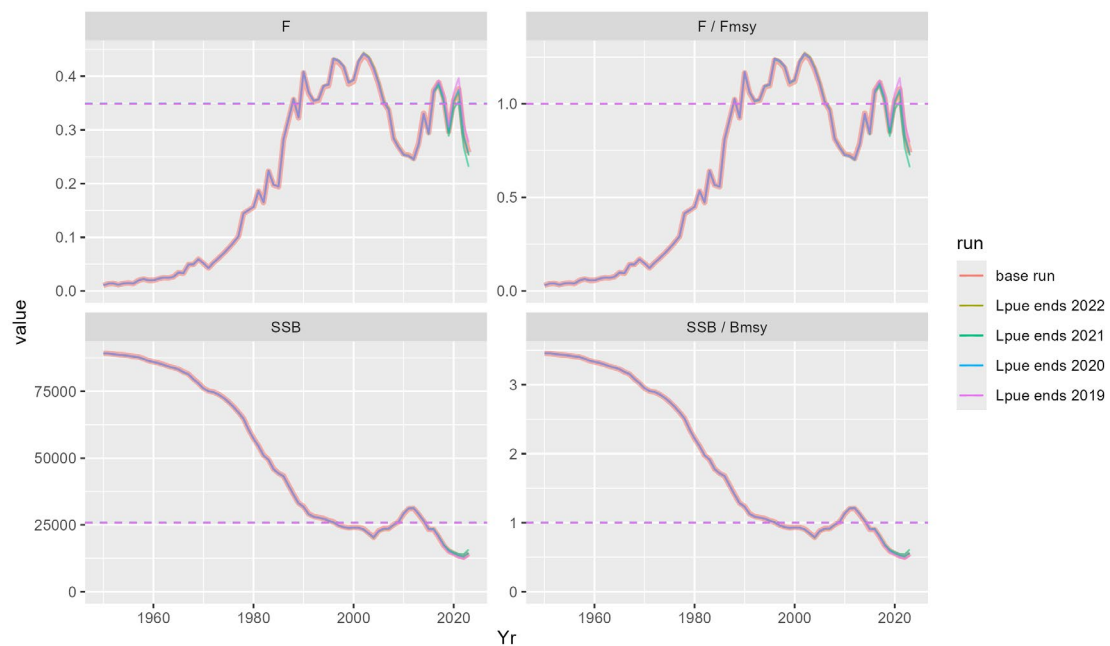 F
F / Fmsy
0.4
0.3
0.2
0.1
0.0
1.0
0.5
0.0
value
SSB
SSB / Bmsy
75000
50000
25000
0
3
2
1
0
1960
1980
2000
2020
1960
1980
2000
2020
Yr
run
base run
Lpue ends 2022
Lpue ends 2021
Lpue ends 2020
Lpue ends 2019